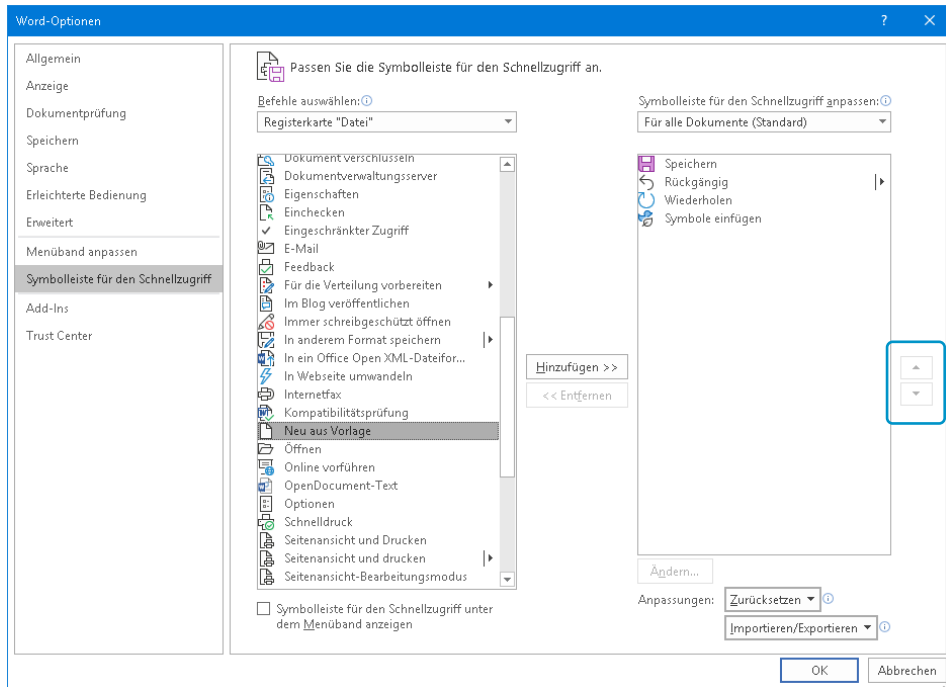 Word-Optionen
?
Allgemein
Anzeige
Dokumentprüfung
Speichern
Sprache
Erleichterte Bedienung
Erweitert
Menüband anpassen
Symbolleiste für den Schnellzugriff
Add-Ins
Trust Center
Passen Sie die Symbolleiste für den Schnellzugriff an.
Befehle auswählen:
Registerkarte "Datei"
Dokument verschlüsseln
Dokumentverwaltungsserver
Eigenschaften
Einchecken
Eingeschränkter Zugriff
E-Mail
Feedback
Für die Verteilung vorbereiten
Im Blog veröffentlichen
Immer schreibgeschützt öffnen
In anderem Format speichern
In ein Office Open XML-Dateifor...
In Webseite umwandeln
Internetfax
Kompatibilitätsprüfung
Neu aus Vorlage
Öffnen
Online vorführen
OpenDocument-Text
Optionen
Schnelldruck
Seitenansicht und Drucken
Seitenansicht und drucken
Seitenansicht-Bearbeitungsmodus
Symbolleiste für den Schnellzugriff unter
dem Menüband anzeigen
Hinzufügen >>
<< Entfernen
Symbolleiste für den Schnellzugriff anpassen:
Für alle Dokumente (Standard)
Speichern
Rückgängig
Wiederholen
Symbole einfügen
Ändern...
Anpassungen: Zurücksetzen
Importieren/Exportieren
OK
Abbrechen